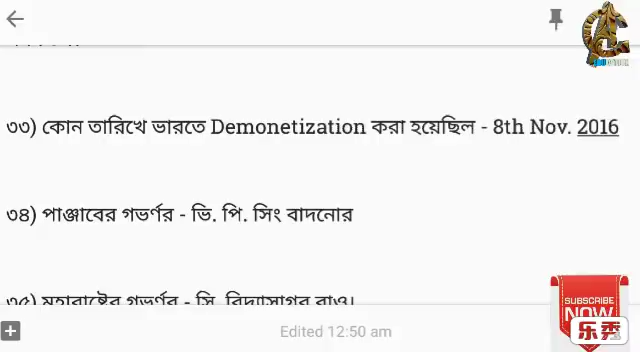 ৩৩) কোন তারিখে ভারতে Demonetization করা হয়েছিল - 8th Nov. 2016
৩৪) পাঞ্জাবের গভর্ণর - ভি. পি. সিং বাদনোর
৩৫) মহারাষ্ট্রের গভর্ণর - সি. বিদ্যাসাগর রাও।
SUBSCRIBE
NOW
乐秀
Edited 12:50 am